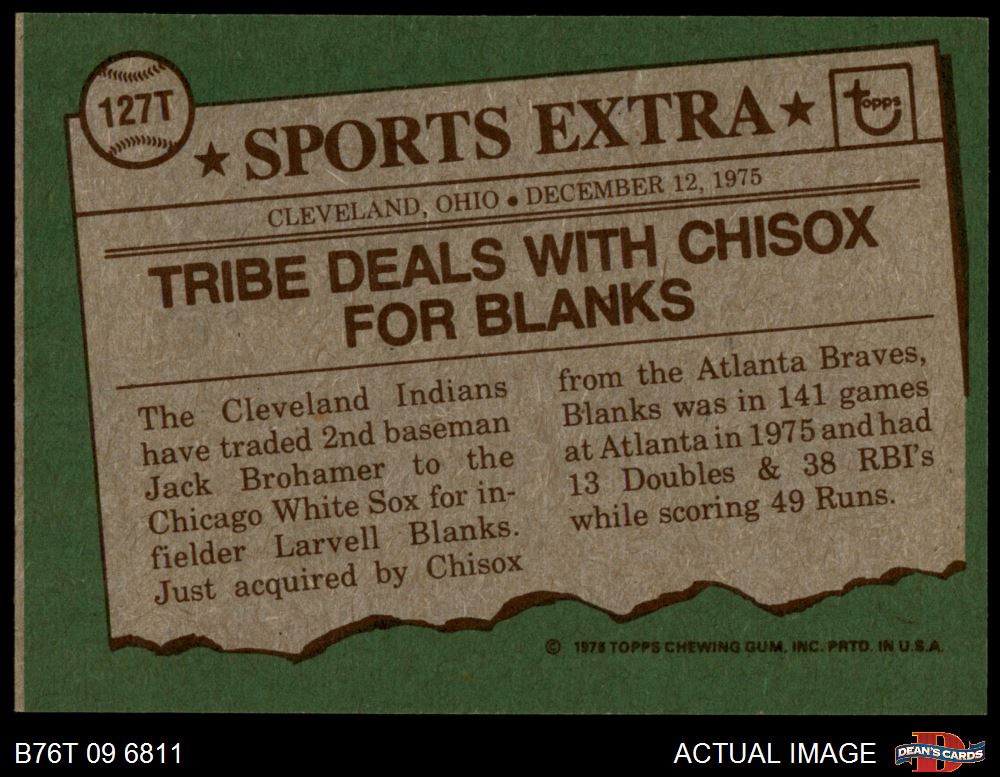 127T
★ SPORTS EXTRA ★
topps
CLEVELAND, OHIO • DECEMBER 12, 1975
TRIBE DEALS WITH CHISOX
FOR BLANKS
The Cleveland Indians
have traded 2nd baseman
Jack Brohamer to the
Chicago White Sox for in-
fielder Larvell Blanks.
Just acquired by Chisox
from the Atlanta Braves,
Blanks was in 141 games
at Atlanta in 1975 and had
13 Doubles & 38 RBI's
while scoring 49 Runs.
© 1976 TOPPS CHEWING GUM, INC. PRTD. IN U.S.A.
B76T 09 6811
ACTUAL IMAGE
DEAN'S CARDS